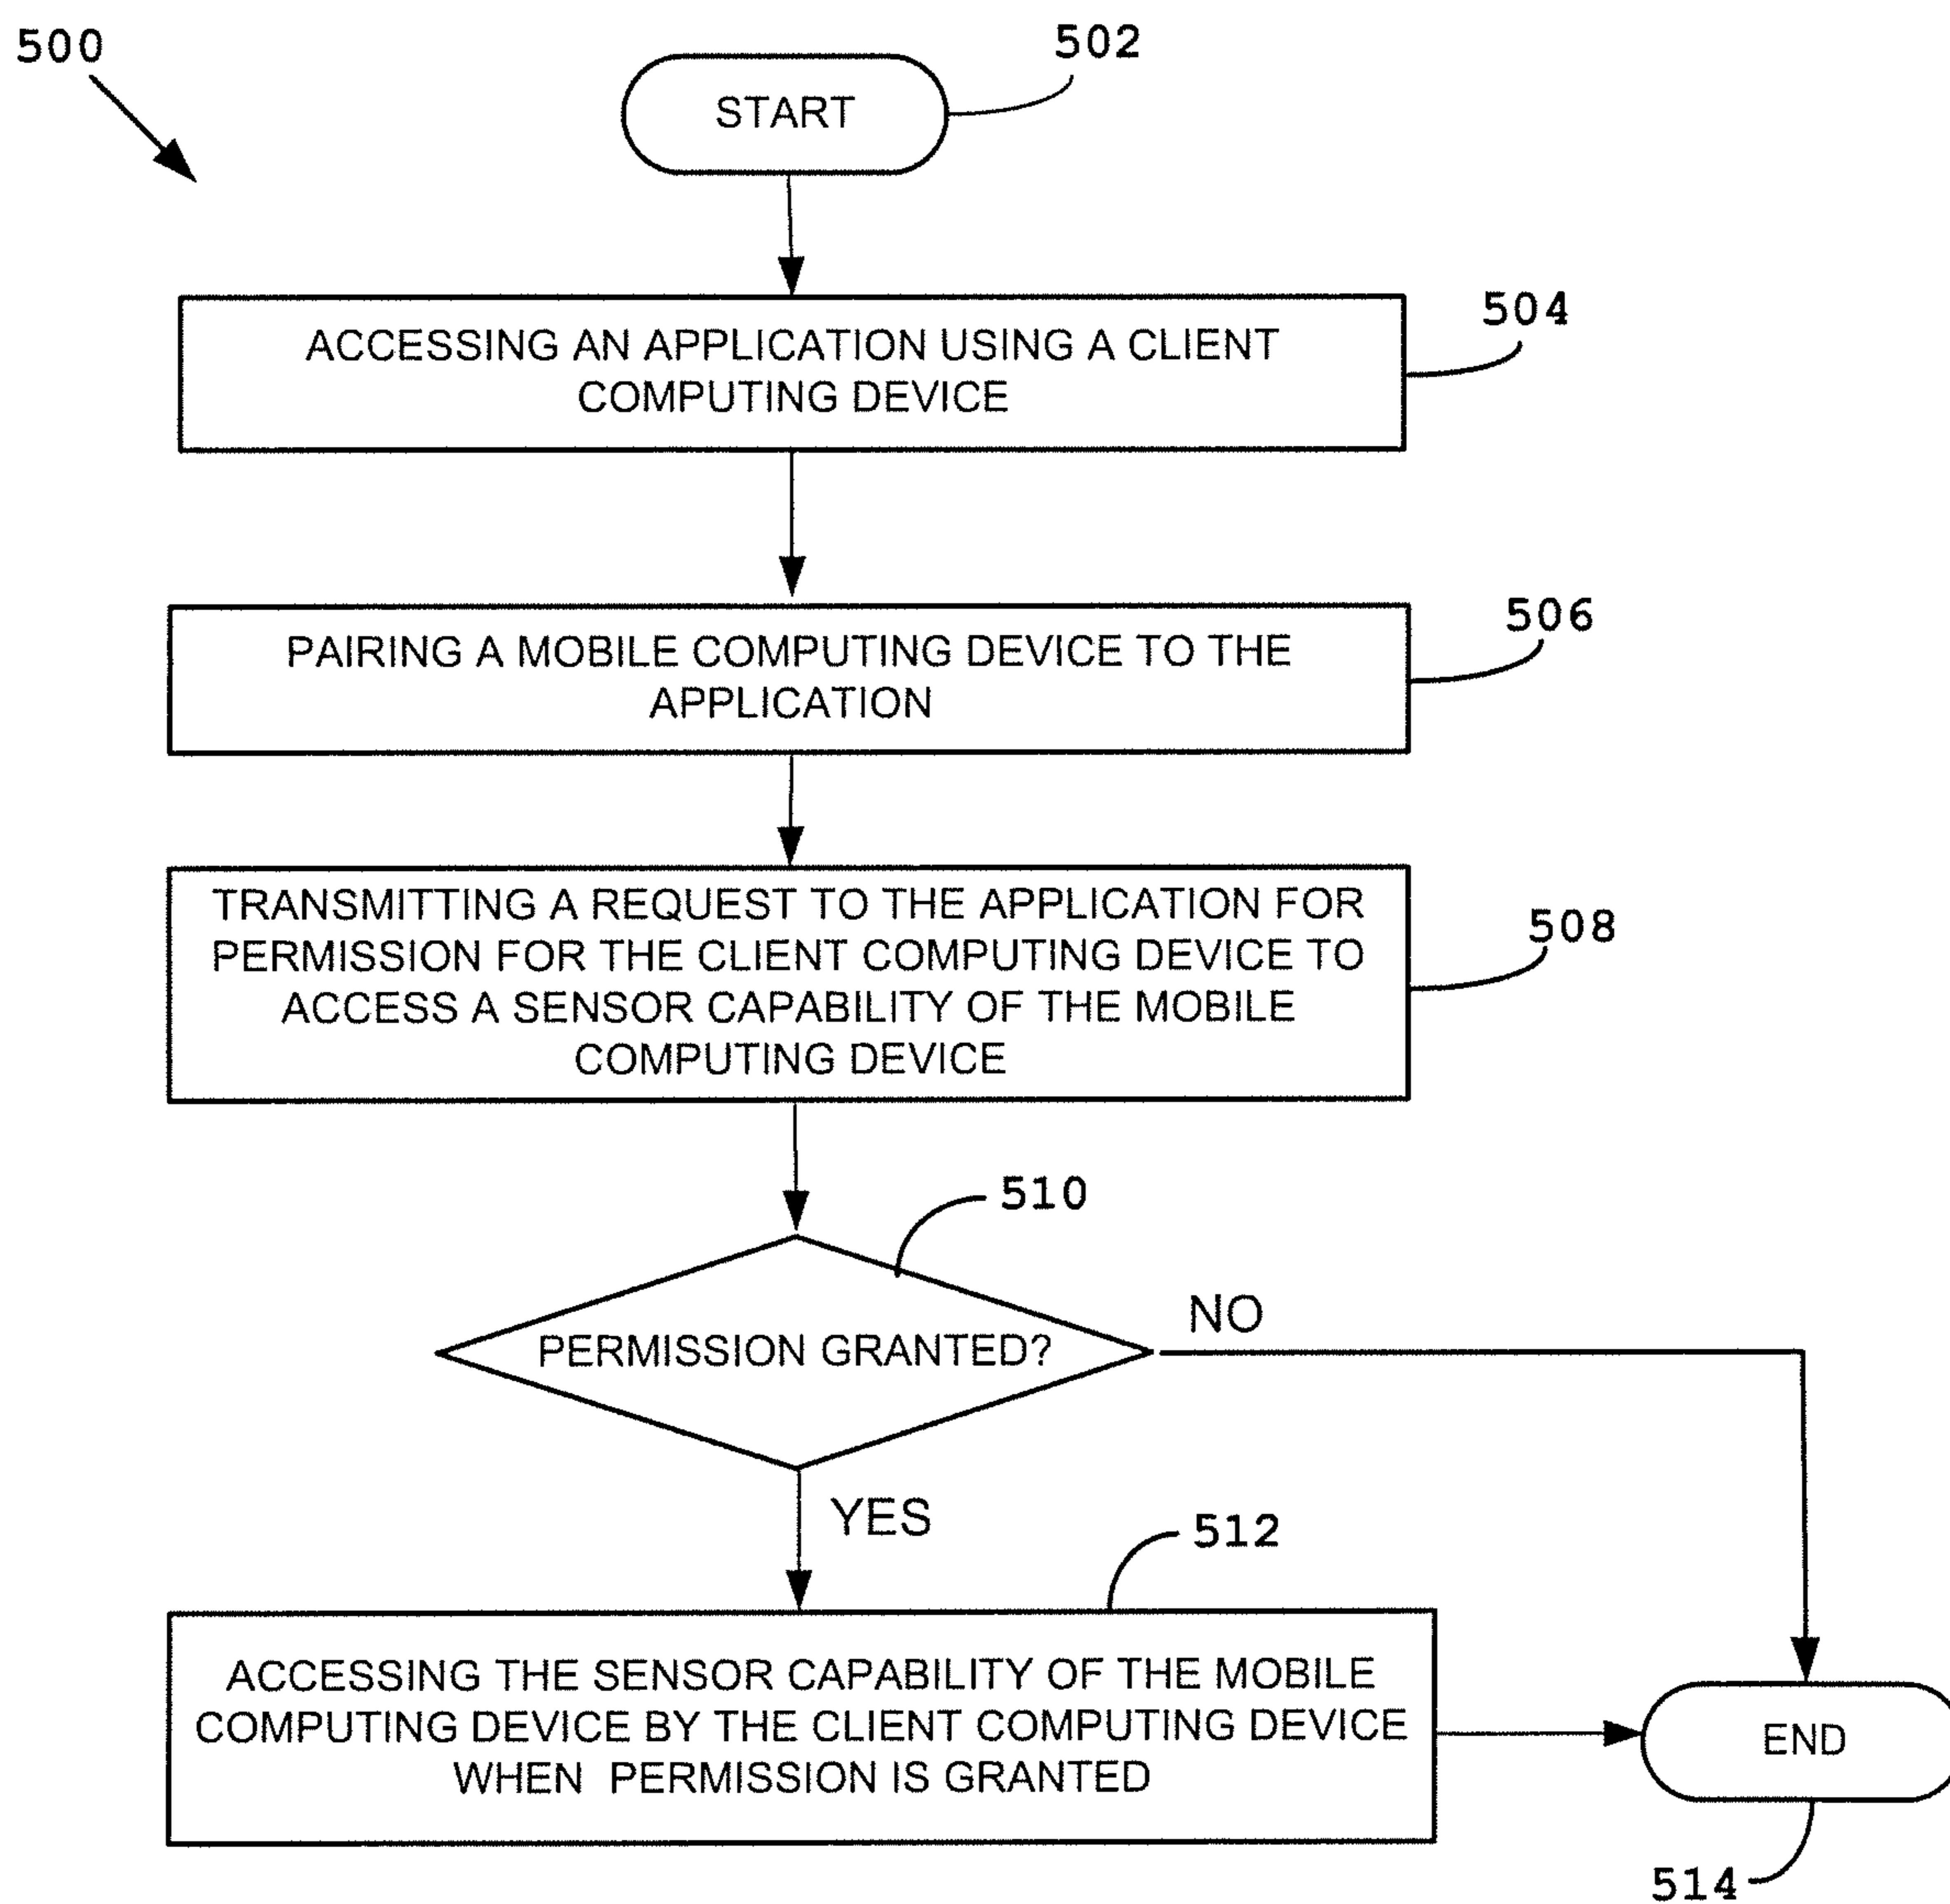 500
502
START
504
ACCESSING AN APPLICATION USING A CLIENT
COMPUTING DEVICE
506
PAIRING A MOBILE COMPUTING DEVICE TO THE
APPLICATION
508
TRANSMITTING A REQUEST TO THE APPLICATION FOR
PERMISSION FOR THE CLIENT COMPUTING DEVICE TO
ACCESS A SENSOR CAPABILITY OF THE MOBILE
COMPUTING DEVICE
510
PERMISSION GRANTED?
NO
YES
512
ACCESSING THE SENSOR CAPABILITY OF THE MOBILE
COMPUTING DEVICE BY THE CLIENT COMPUTING DEVICE
WHEN PERMISSION IS GRANTED
END
514